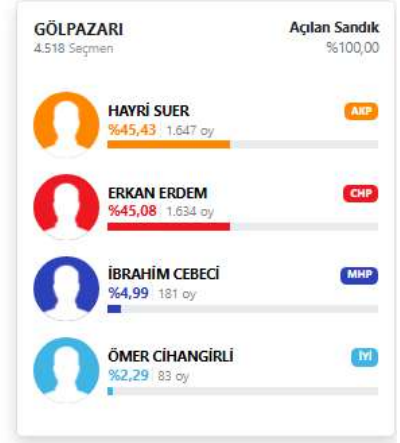 GÖLPAZARI Açılan Sandık
4.518 Seçmen %100,00
HAYRİ SUER AKP
%45,43 1.647 oy
ERKAN ERDEM CHP
%45,08 1.634 oy
İBRAHİM CEBECİ MHP
%4,99 181 oy
ÖMER CİHANGİRLİ İYİ
%2,29 83 oy